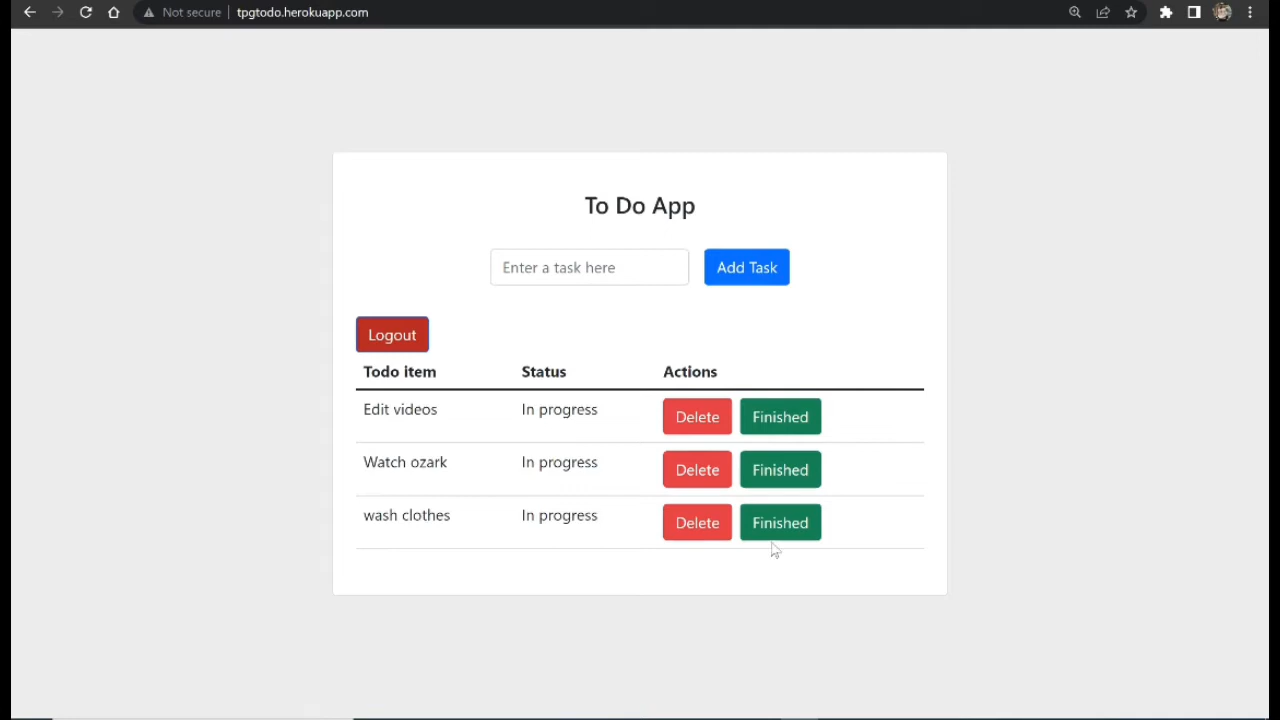 Not secure tpgtodo.herokuapp.com
To Do App
Enter a task here Add Task
Logout
Todo item Status Actions
Edit videos In progress Delete Finished
Watch ozark In progress Delete Finished
wash clothes In progress Delete Finished